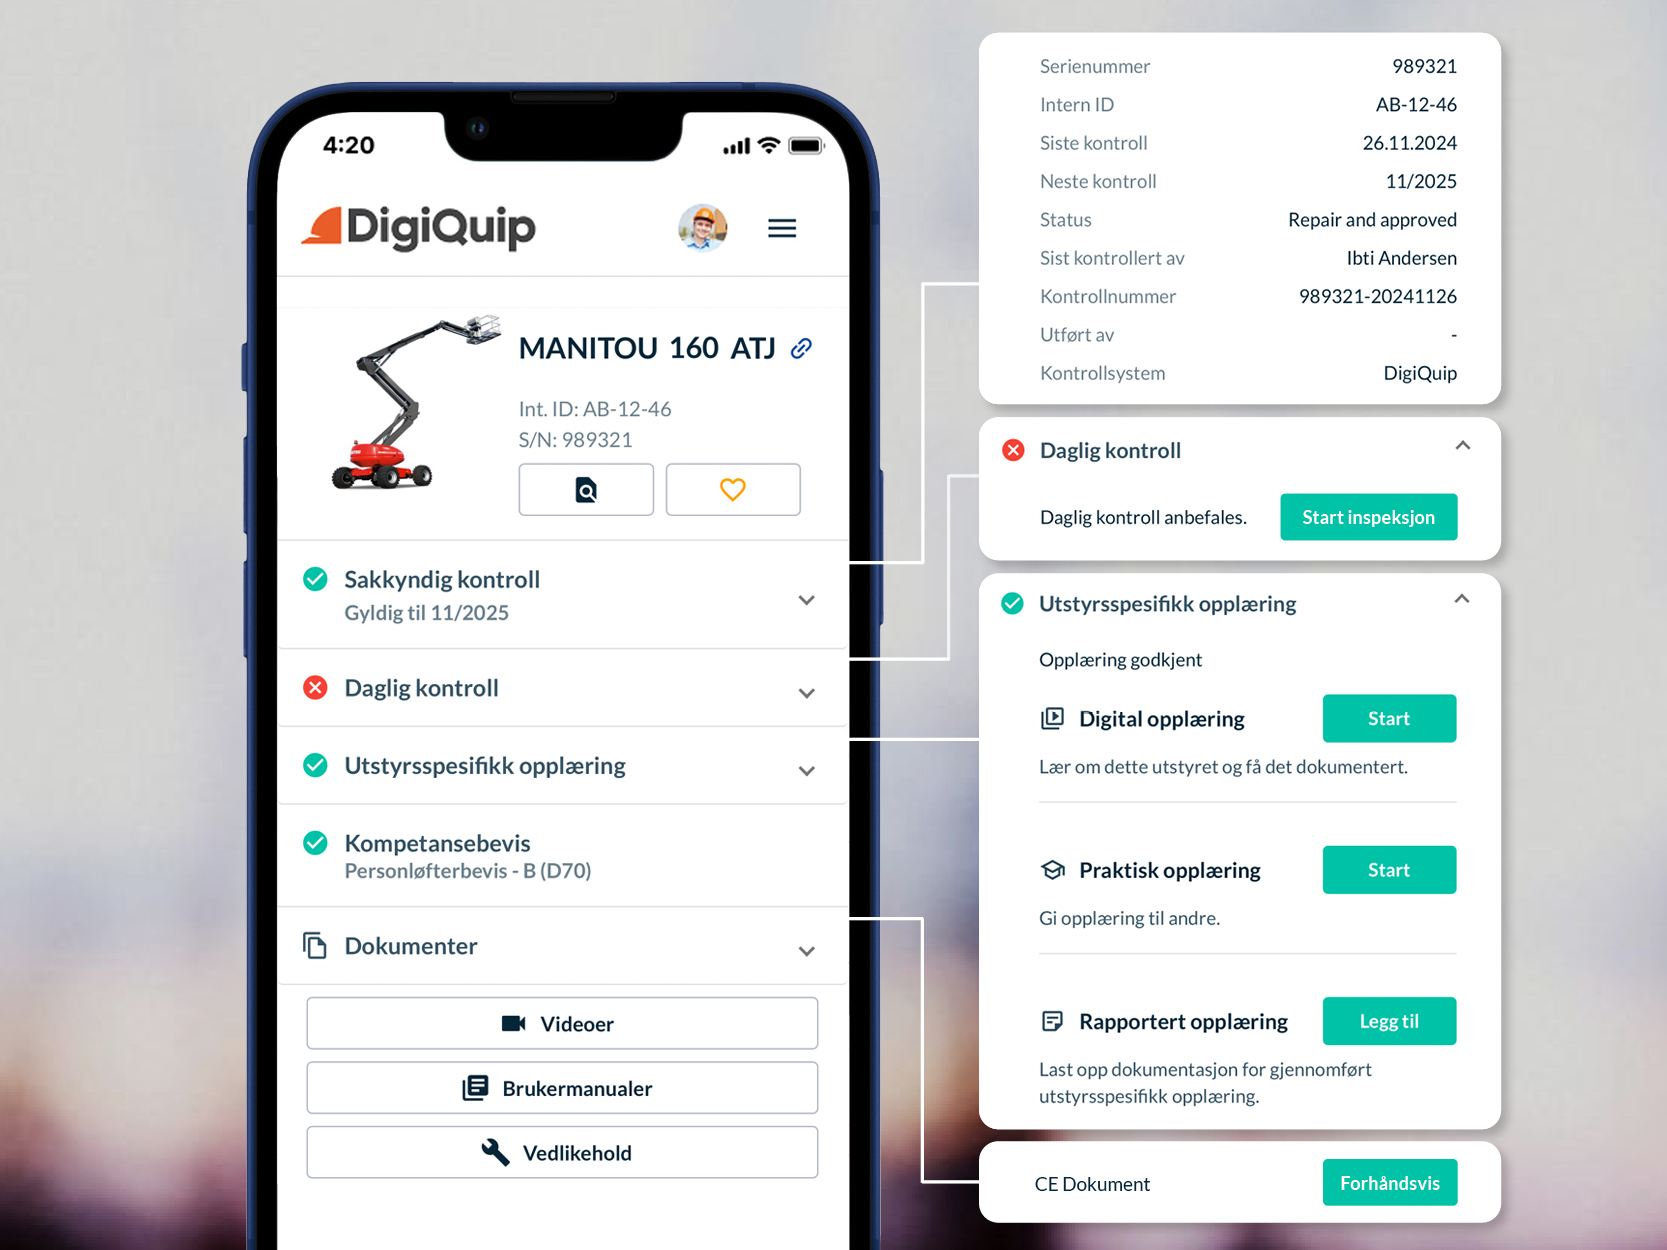 4:20
DigiQuip
MANITOU 160 ATJ
Int. ID: AB-12-46
S/N: 989321
Sakkyndig kontroll
Gyldig til 11/2025
Daglig kontroll
Utstyrsspesifikk opplæring
Kompetansebevis
Personløfterbevis - B (D70)
Dokumenter
Videoer
Brukermanualer
Vedlikehold
Serienummer 989321
Intern ID AB-12-46
Siste kontroll 26.11.2024
Neste kontroll 11/2025
Status Repair and approved
Sist kontrollert av Ibti Andersen
Kontrollnummer 989321-20241126
Utført av -
Kontrollsystem DigiQuip
Daglig kontroll
Daglig kontroll anbefales. Start inspeksjon
Utstyrsspesifikk opplæring
Opplæring godkjent
Digital opplæring Start
Lær om dette utstyret og få det dokumentert.
Praktisk opplæring Start
Gi opplæring til andre.
Rapportert opplæring Legg til
Last opp dokumentasjon for gjennomført
utstyrsspesifikk opplæring.
CE Dokument Forhåndsvis